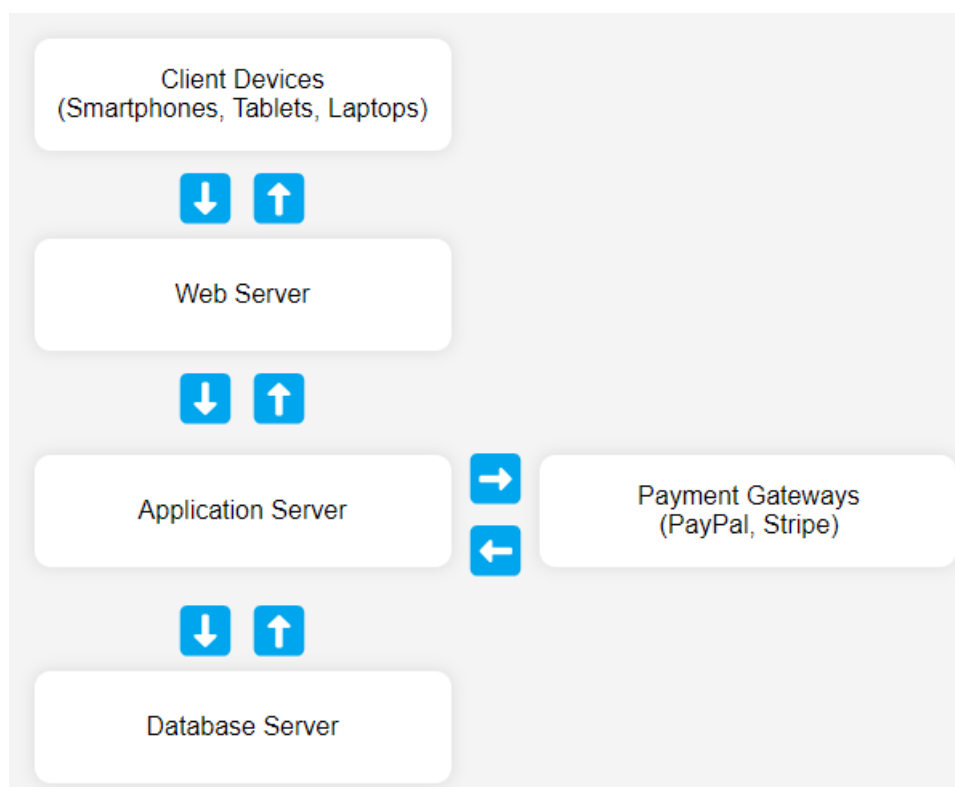 Client Devices
(Smartphones, Tablets, Laptops)
Web Server
Application Server
Payment Gateways
(PayPal, Stripe)
Database Server